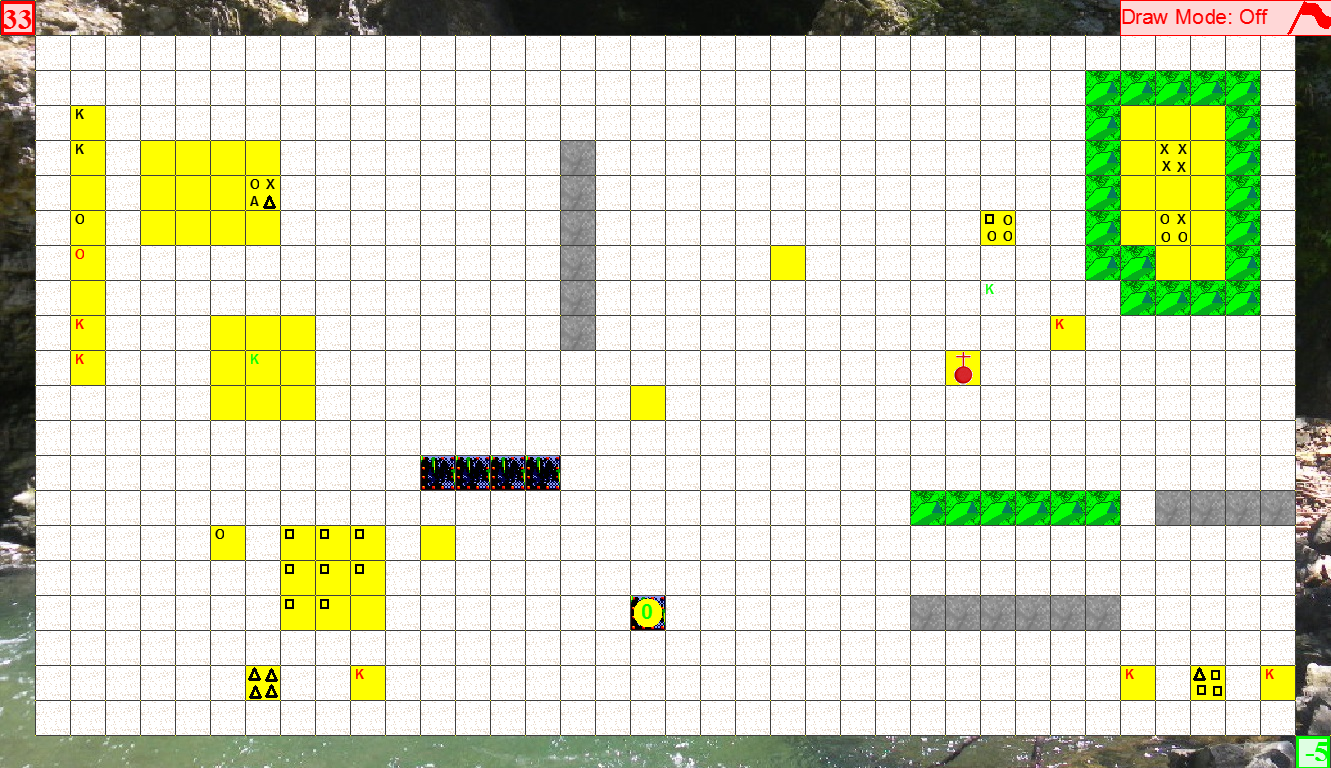 33 Draw Mode: Off
K
K X X
X X
O X
A Δ
O □ O O X
O O O O
O
K
K K
K K
O □ □ □
□ □ □
□ □
0
Δ Δ K K Δ □ K
Δ Δ □ □
-5